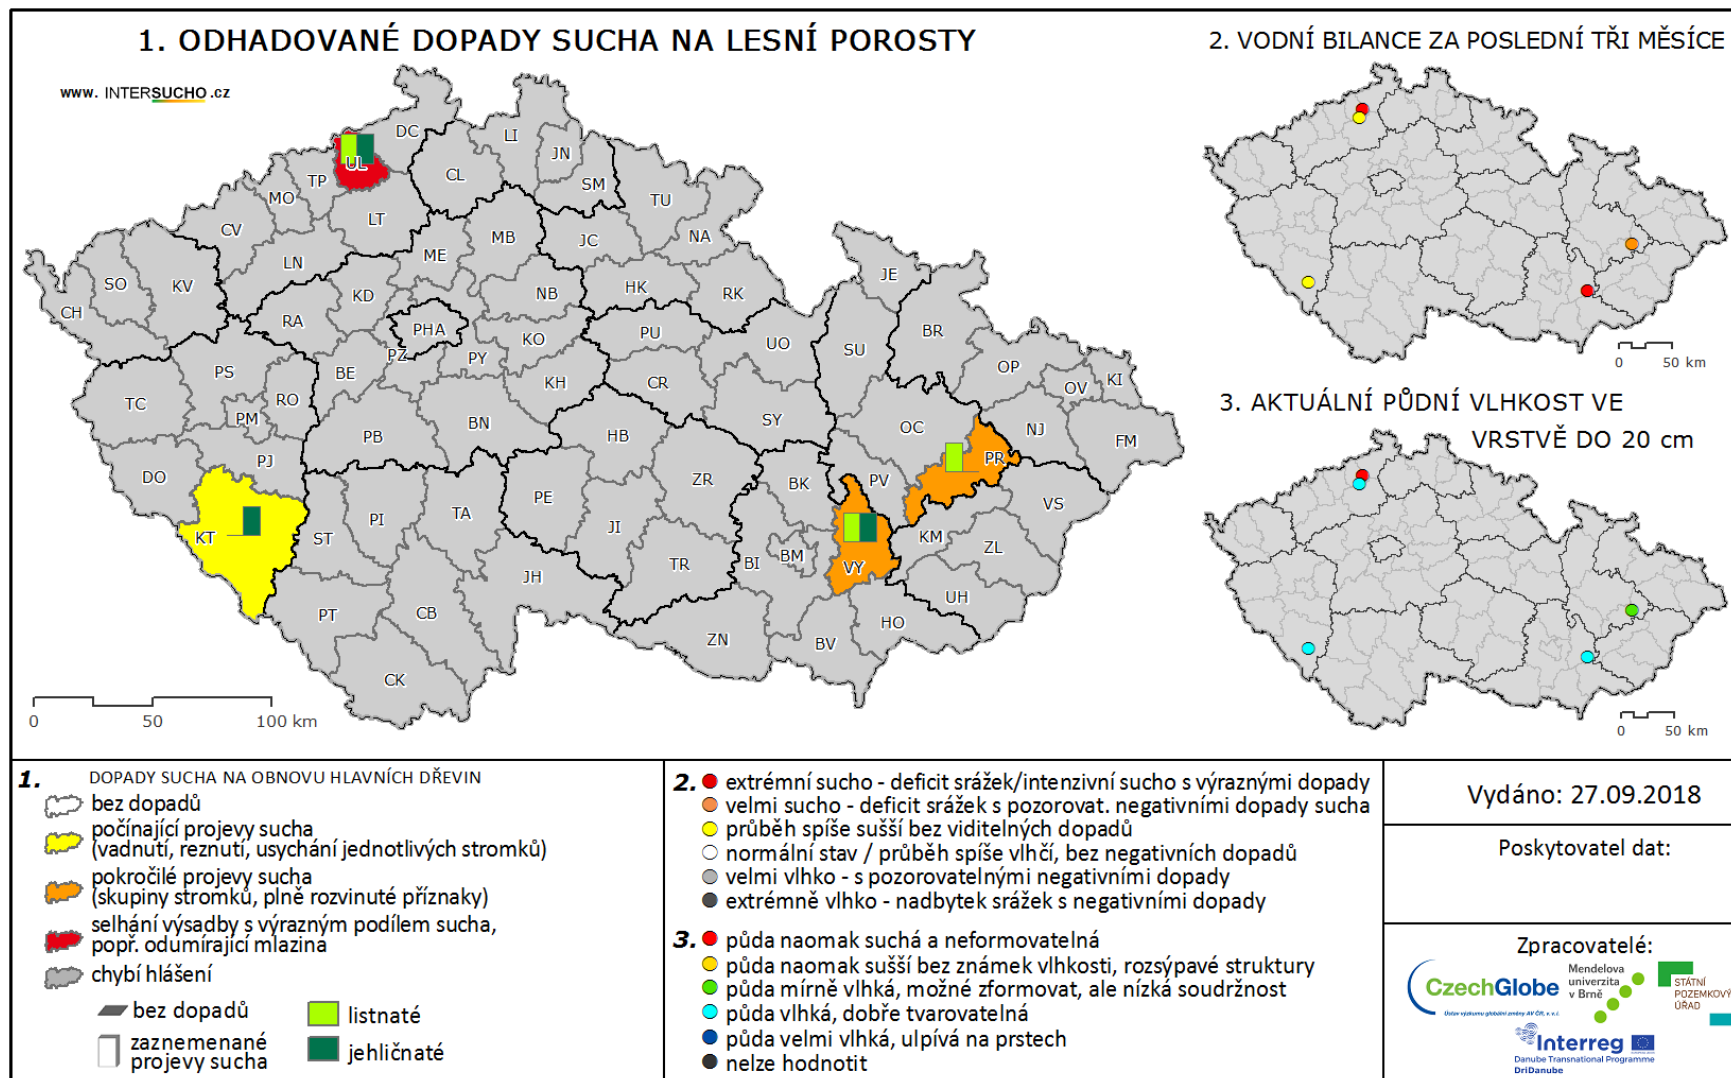 1. ODHADOVANÉ DOPADY SUCHA NA LESNÍ POROSTY
www. INTERSUCHO.cz
DC
LI
UL
JN
CL
TP
SM
MO
TU
LT
CV
MB
JC
NA
ME
LN
JE
SO
KV
KD
NB
HK
RK
CH
RA
PHA
PU
BR
KO
UO
SU
PZ
PY
OP
PS
BE
KH
CR
OV
KI
TC
RO
PM
SY
OC
NJ
FM
PB
BN
HB
PJ
PR
DO
ZR
BK
PV
VS
PE
PI
TA
JI
KT
ST
KM
ZL
BI
BM
TR
VY
JH
UH
PT
CB
HO
ZN
BV
CK
0 50 100 km
2. VODNÍ BILANCE ZA POSLEDNÍ TŘI MĚSÍCE
0 50 km
3. AKTUÁLNÍ PŮDNÍ VLHKOST VE
VRSTVĚ DO 20 cm
0 50 km
1. DOPADY SUCHA NA OBNOVU HLAVNÍCH DŘEVIN
bez dopadů
počínající projevy sucha
(vadnutí, reznutí, usychání jednotlivých stromků)
pokročilé projevy sucha
(skupiny stromků, plně rozvinuté příznaky)
selhání výsadby s výrazným podílem sucha,
popř. odumírající mlazina
chybí hlášení
bez dopadů
zaznemenané
projevy sucha
listnaté
jehličnaté
2. extrémní sucho - deficit srážek/intenzivní sucho s výraznými dopady
velmi sucho - deficit srážek s pozorovat. negativními dopady sucha
průběh spíše sušší bez viditelných dopadů
normální stav / průběh spíše vlhčí, bez negativních dopadů
velmi vlhko - s pozorovatelnými negativními dopady
extrémně vlhko - nadbytek srážek s negativními dopady
3. půda naomak suchá a neformovatelná
půda naomak sušší bez známek vlhkosti, rozsýpavé struktury
půda mírně vlhká, možné zformovat, ale nízká soudržnost
půda vlhká, dobře tvarovatelná
půda velmi vlhká, ulpívá na prstech
nelze hodnotit
Vydáno: 27.09.2018
Poskytovatel dat:
Zpracovatelé:
CzechGlobe
Ústav výzkumu globální změny AV ČR, v. v. i.
Mendelova
univerzita
v Brně
STÁTNÍ
POZEMKOVÝ
ÚŘAD
Interreg
Danube Transnational Programme
DriDanube